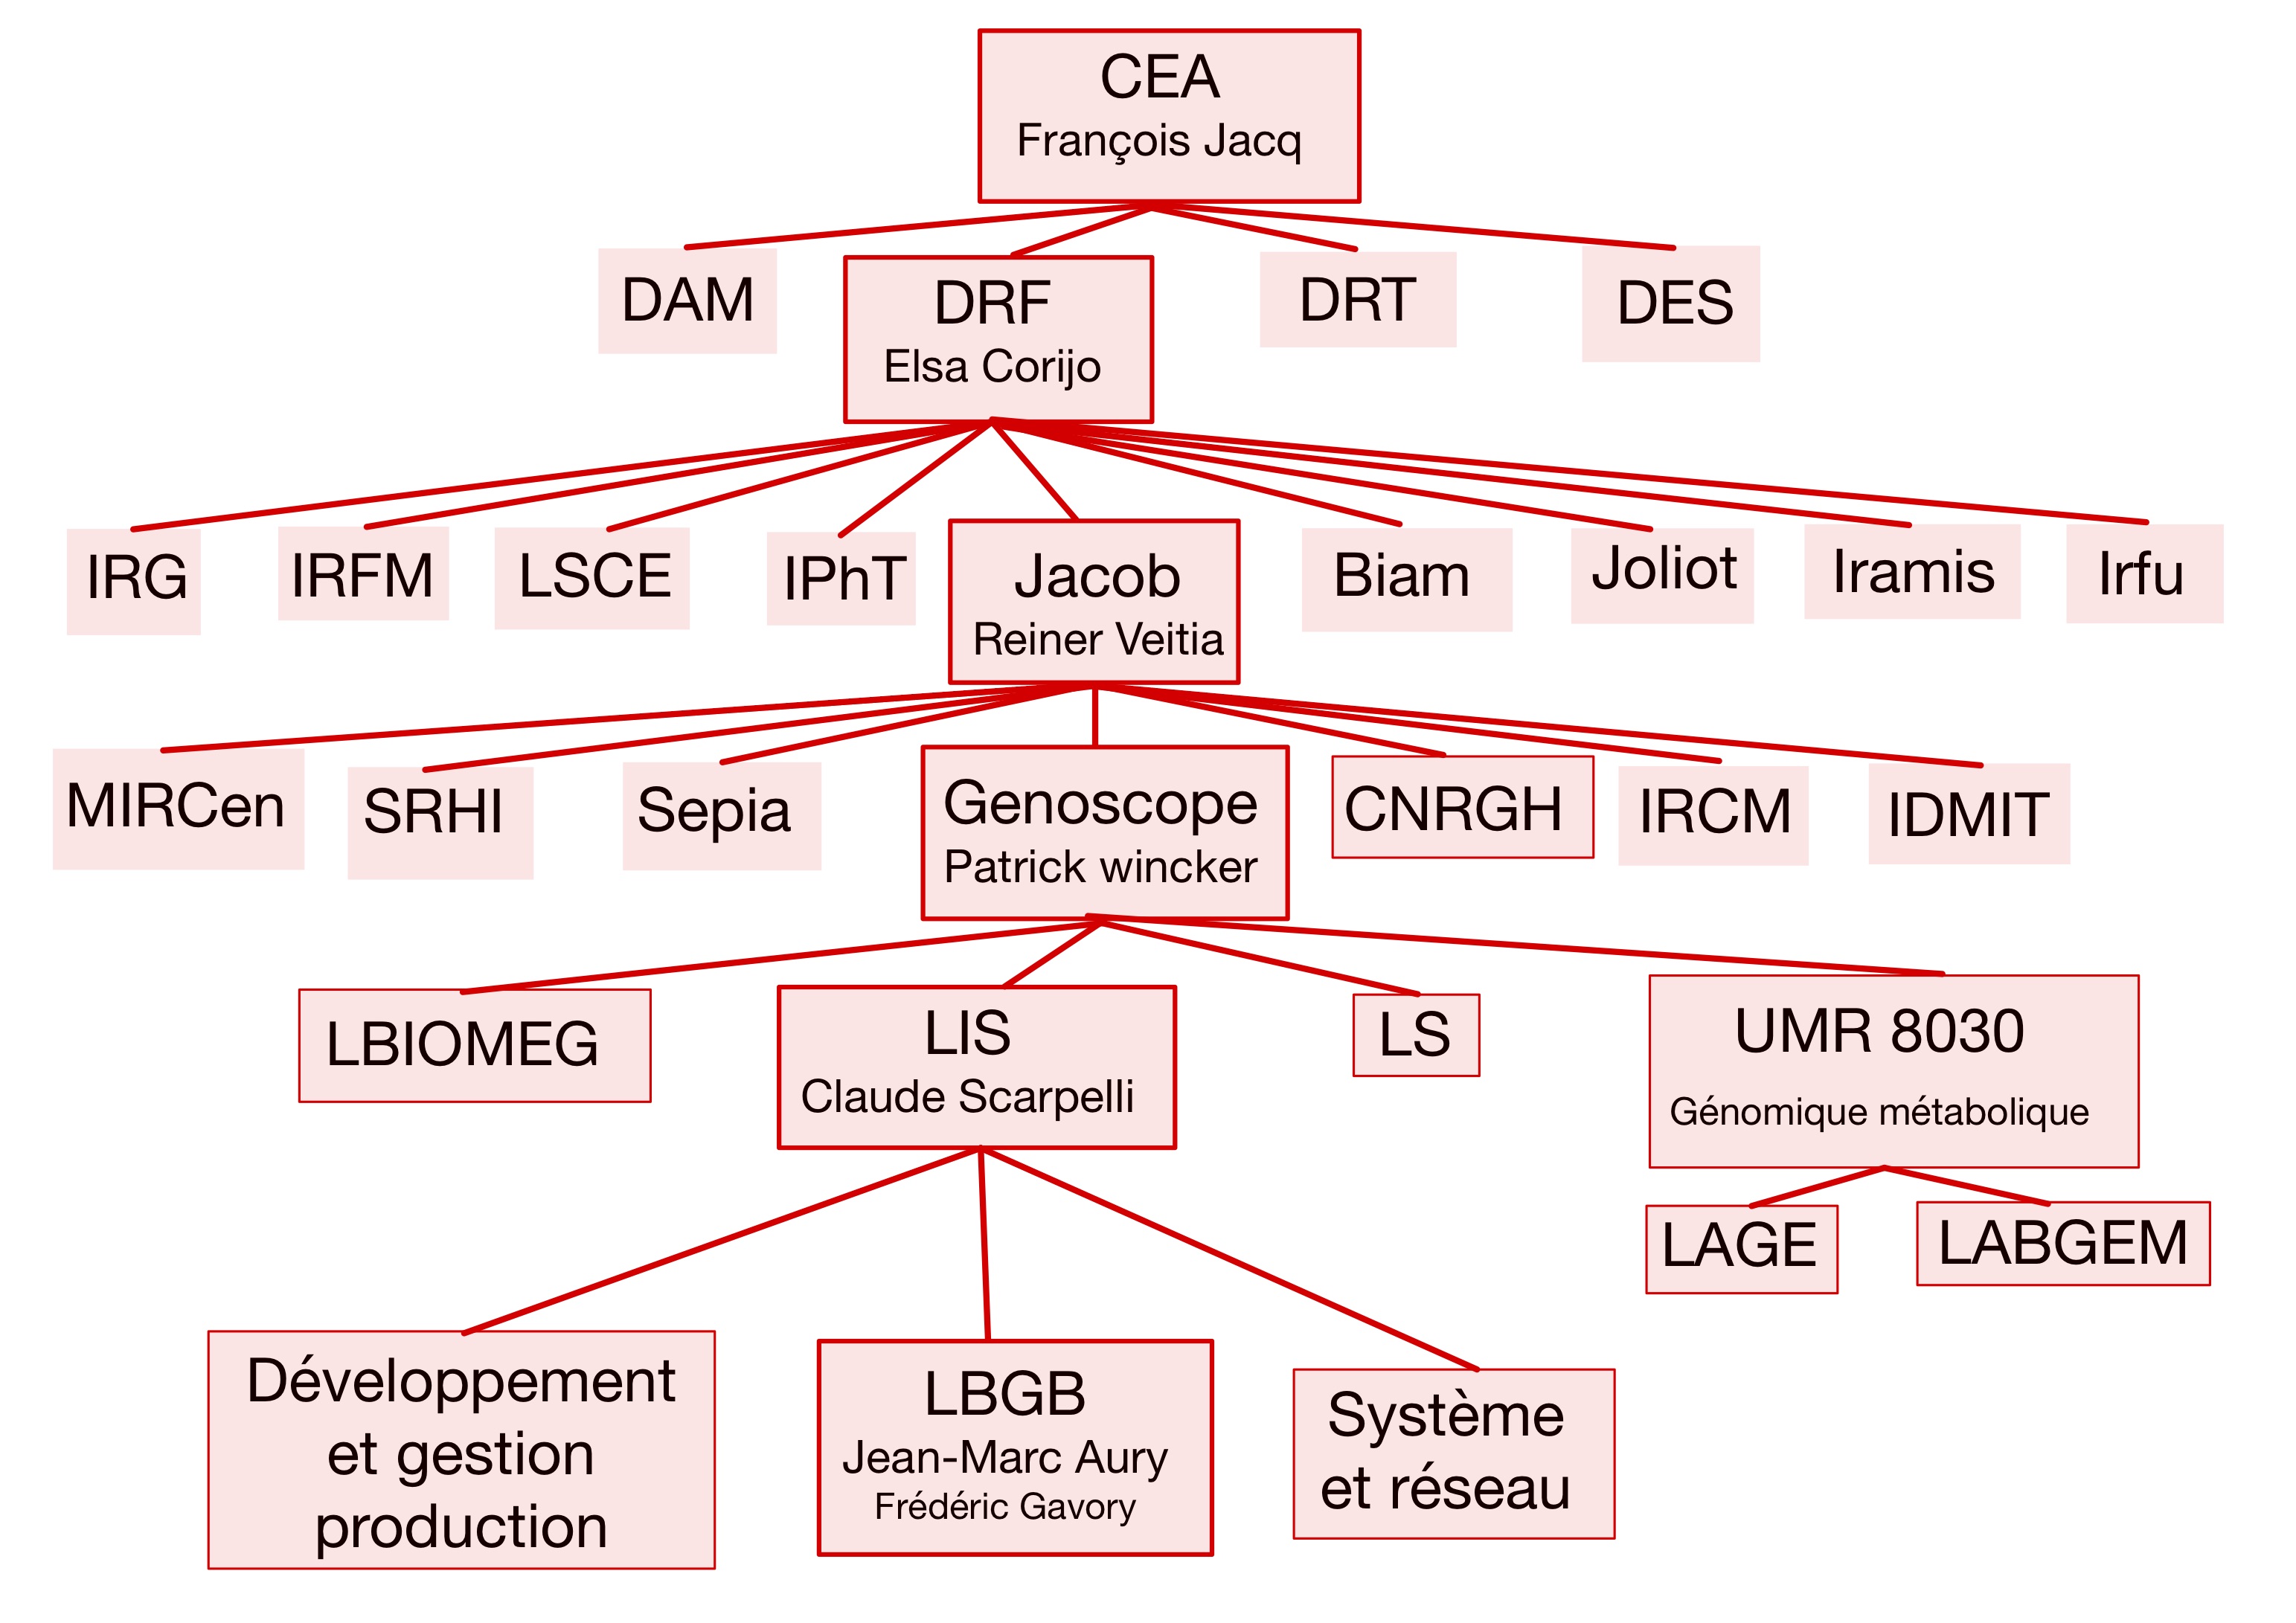 CEA
François Jacq
DAM
DRF
Elsa Corijo
DRT
DES
IRG
IRFM
LSCE
IPhT
Jacob
Reiner Veitia
Biam
Joliot
Iramis
Irfu
MIRCen
SRHI
Sepia
Genoscope
Patrick wincker
CNRGH
IRCM
IDMIT
LBIOMEG
LIS
Claude Scarpelli
LS
UMR 8030
Génomique métabolique
LAGE
LABGEM
Développement
et gestion
production
LBGB
Jean-Marc Aury
Frédéric Gavory
Système
et réseau